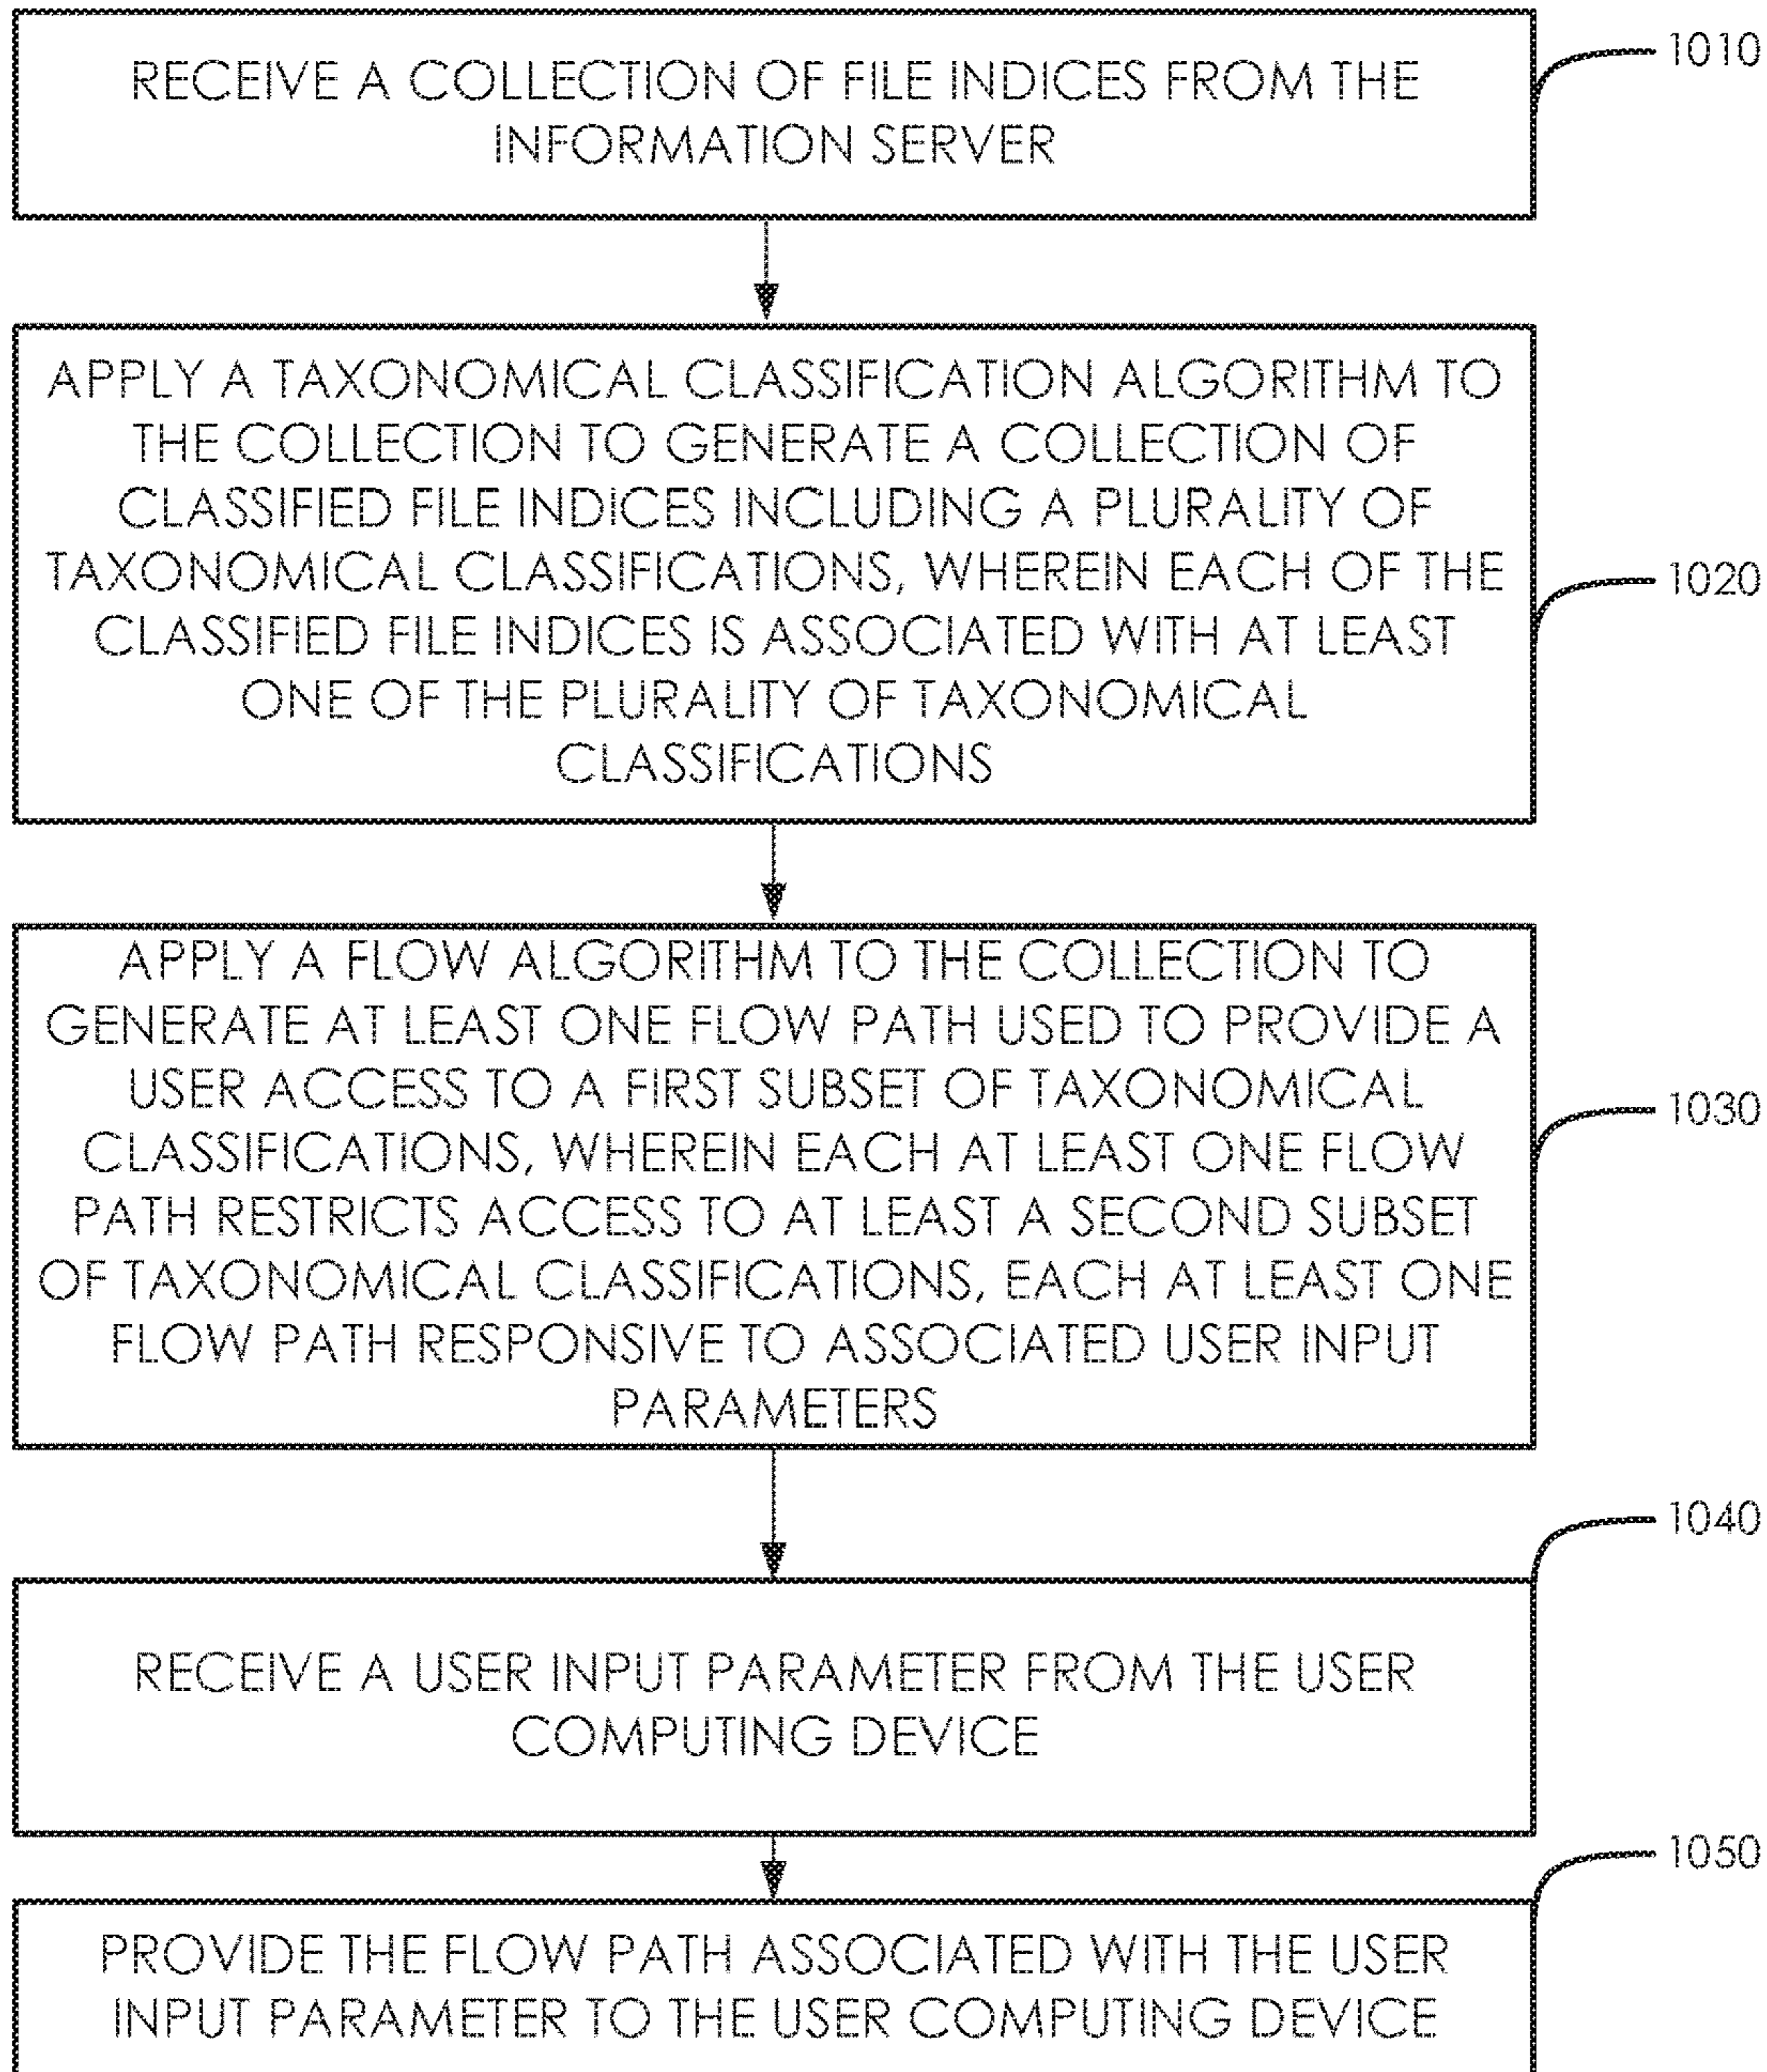 RECEIVE A COLLECTION OF FILE INDICES FROM THE
INFORMATION SERVER
1010
APPLY A TAXONOMICAL CLASSIFICATION ALGORITHM TO
THE COLLECTION TO GENERATE A COLLECTION OF
CLASSIFIED FILE INDICES INCLUDING A PLURALITY OF
TAXONOMICAL CLASSIFICATIONS, WHEREIN EACH OF THE
CLASSIFIED FILE INDICES IS ASSOCIATED WITH AT LEAST
ONE OF THE PLURALITY OF TAXONOMICAL
CLASSIFICATIONS
1020
APPLY A FLOW ALGORITHM TO THE COLLECTION TO
GENERATE AT LEAST ONE FLOW PATH USED TO PROVIDE A
USER ACCESS TO A FIRST SUBSET OF TAXONOMICAL
CLASSIFICATIONS, WHEREIN EACH AT LEAST ONE FLOW
PATH RESTRICTS ACCESS TO AT LEAST A SECOND SUBSET
OF TAXONOMICAL CLASSIFICATIONS, EACH AT LEAST ONE
FLOW PATH RESPONSIVE TO ASSOCIATED USER INPUT
PARAMETERS
1030
1040
RECEIVE A USER INPUT PARAMETER FROM THE USER
COMPUTING DEVICE
1050
PROVIDE THE FLOW PATH ASSOCIATED WITH THE USER
INPUT PARAMETER TO THE USER COMPUTING DEVICE